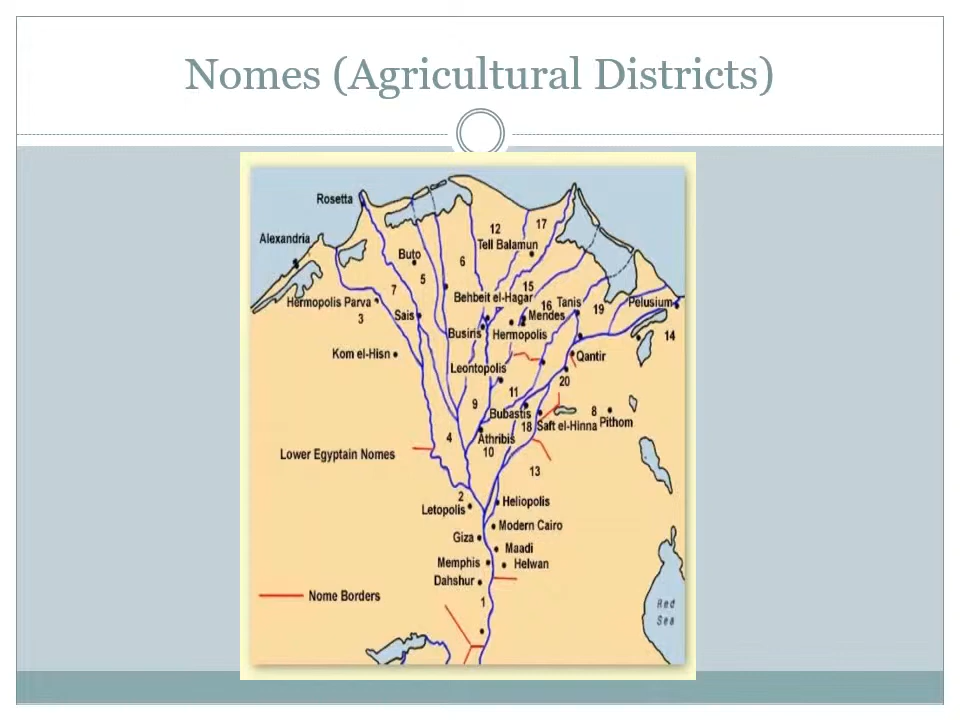 Nomes (Agricultural Districts)
Rosetta
17
12
Alexandria
Tell Balamun
Buto
6
5
15
7
Behbeit el-Hagar
16
Tanis
Pelusium
Hermopolis Parva
19
3
Sais
Mendes
Busiris
Hermopolis
14
Kom el-Hisn
Qantir
Leontopolis
20
11
9
Bubastis
8
18
Saft el-Hinna
Pithom
4
Athribis
10
Lower Egyptian Nomes
13
2
Letopolis
Heliopolis
Modern Cairo
Giza
Maadi
Memphis
Helwan
Dahshur
Nome Borders
1
Red
Sea